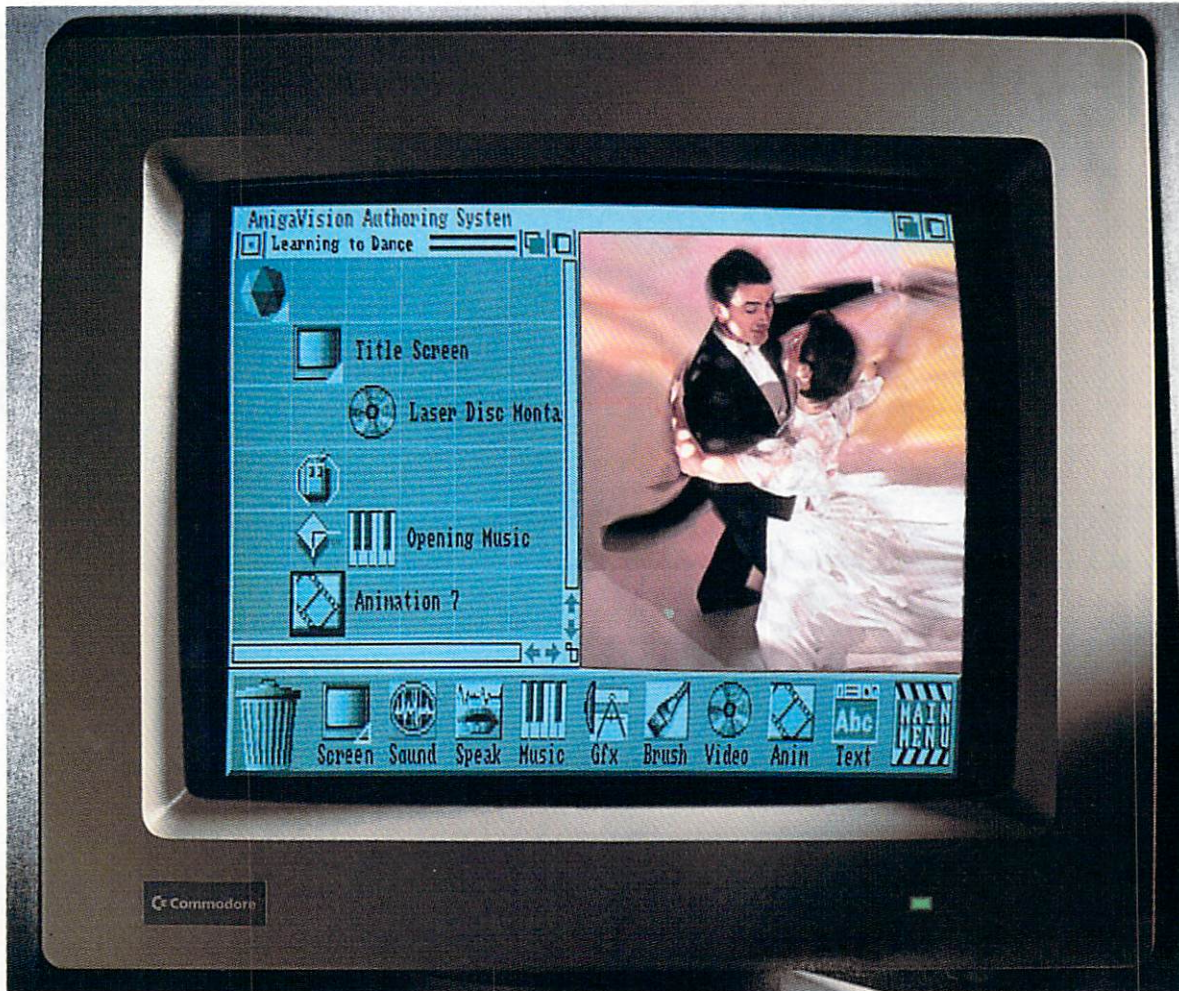 AmigaVision Authoring System
Learning to Dance
Title Screen
Laser Disc Monta
Opening Music
Animation ?
Screen Sound Speak Music Gfx Brush Video Anim Text
Abc
MAIN
MENU
Commodore